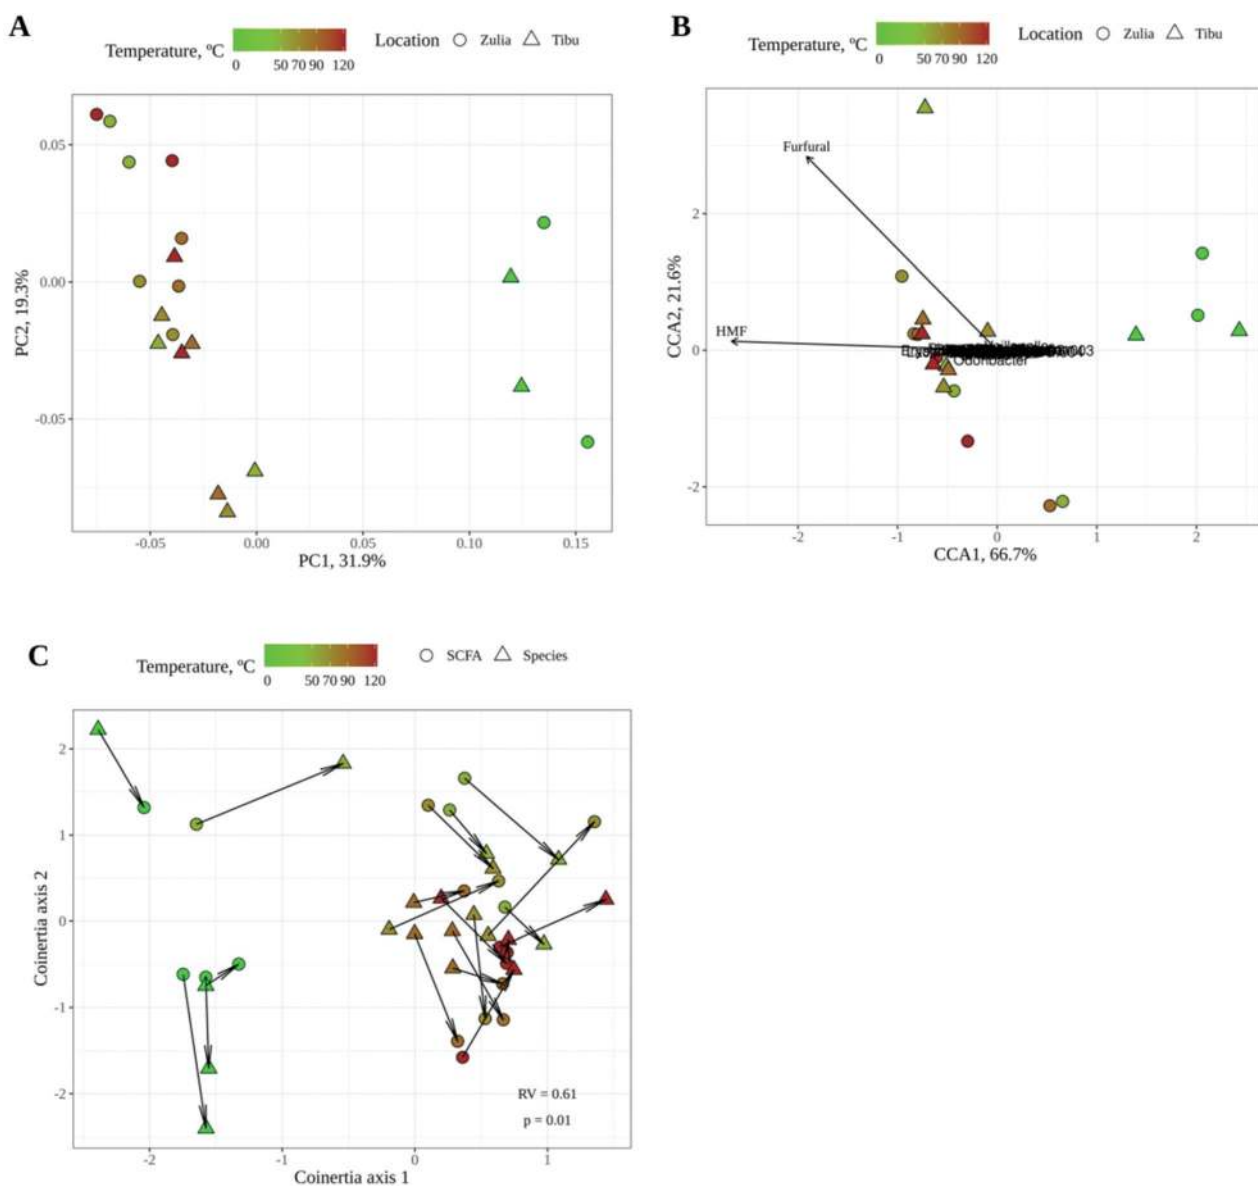 A
Temperature, ºC
0 50 70 90 120
Location Zulia Tibu
0.05
0.00
-0.05
PC2, 19.3%
-0.05 0.00 0.05 0.10 0.15
PC1, 31.9%
B
Temperature, ºC
0 50 70 90 120
Location Zulia Tibu
Furfural
HMF
Odoribacter
2
0
-2
CCA2, 21.6%
-2 -1 0 1 2
CCA1, 66.7%
C
Temperature, ºC
0 50 70 90 120
SCFA Species
2
1
0
-1
-2
Coinertia axis 2
RV = 0.61
p = 0.01
-2 -1 0 1
Coinertia axis 1